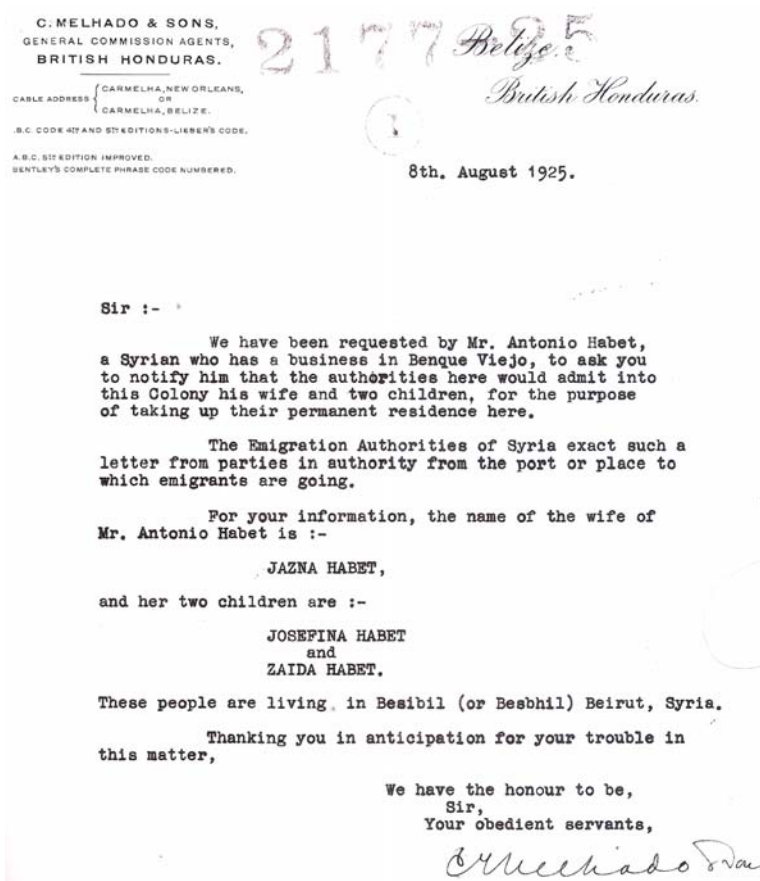 C. MELHADO & SONS,
GENERAL COMMISSION AGENTS,
BRITISH HONDURAS.
CABLE ADDRESS { CARMELHA, NEW ORLEANS,
OR
CARMELHA, BELIZE.
.B.C. CODE 4TH AND 5TH EDITIONS-LIEBER'S CODE.
A.B.C. 5TH EDITION IMPROVED.
BENTLEY'S COMPLETE PHRASE CODE NUMBERED.
2177-25
Belize.
British Honduras.
1
8th. August 1925.
Sir :-
We have been requested by Mr. Antonio Habet,
a Syrian who has a business in Benque Viejo, to ask you
to notify him that the authorities here would admit into
this Colony his wife and two children, for the purpose
of taking up their permanent residence here.
The Emigration Authorities of Syria exact such a
letter from parties in authority from the port or place to
which emigrants are going.
For your information, the name of the wife of
Mr. Antonio Habet is :-
JAZNA HABET,
and her two children are :-
JOSEFINA HABET
and
ZAIDA HABET.
These people are living in Besibil (or Besbhil) Beirut, Syria.
Thanking you in anticipation for your trouble in
this matter,
We have the honour to be,
Sir,
Your obedient servants,
C Melhado & Sons